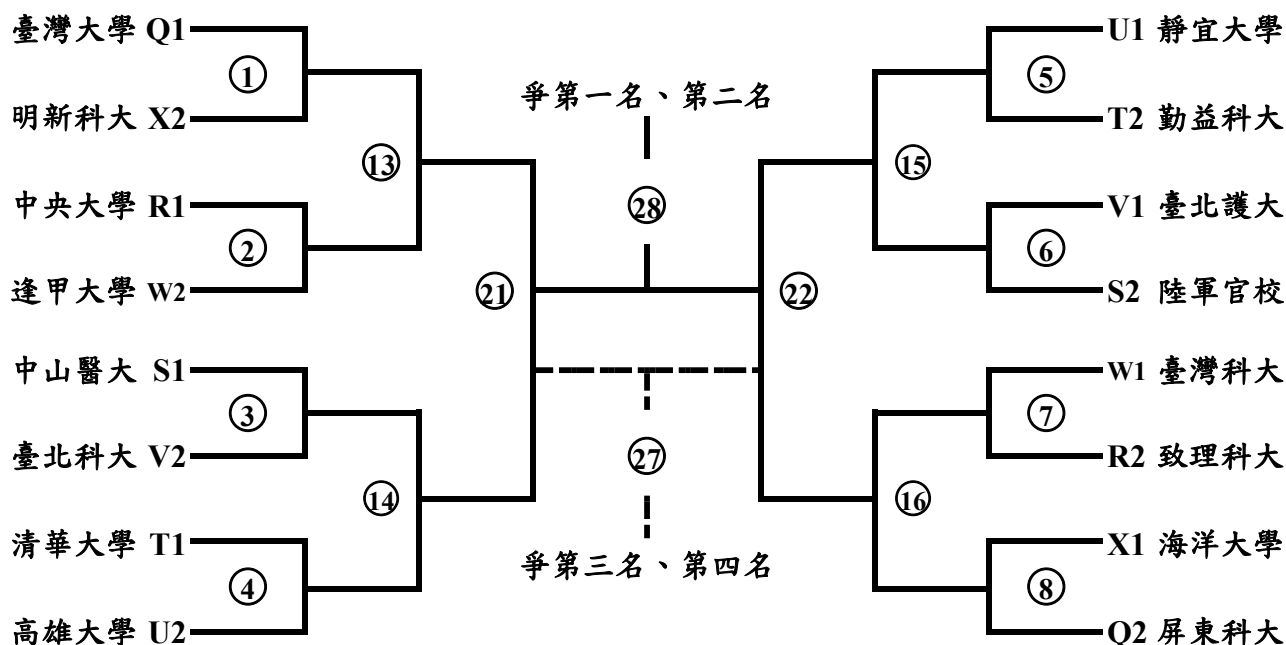 臺灣大學 Q1
①
明新科大 X2
⑬
中央大學 R1
②
逢甲大學 W2
㉑
中山醫大 S1
③
臺北科大 V2
⑭
清華大學 T1
④
高雄大學 U2
爭第一名、第二名
㉘
㉗
爭第三名、第四名
U1 靜宜大學
⑤
T2 勤益科大
⑮
V1 臺北護大
⑥
S2 陸軍官校
㉒
W1 臺灣科大
⑦
R2 致理科大
⑯
X1 海洋大學
⑧
Q2 屏東科大